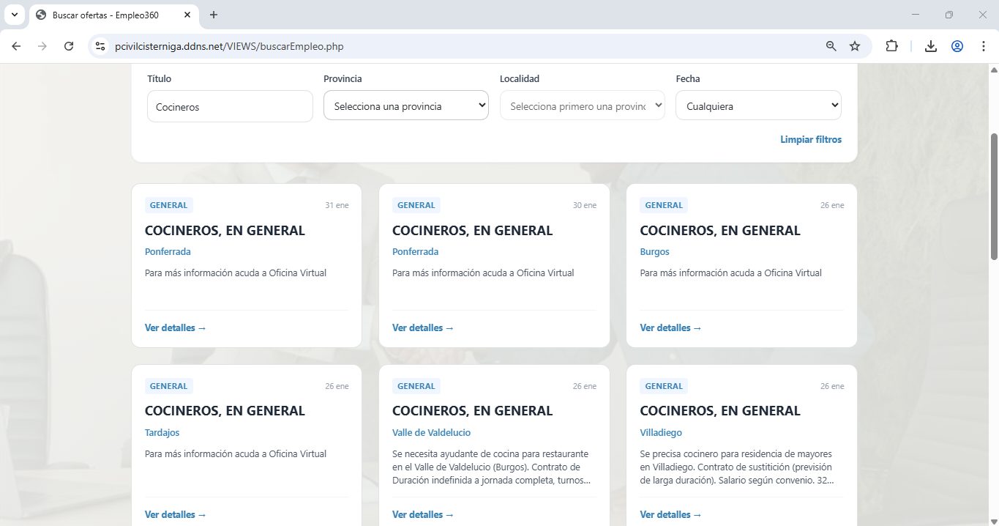 Buscar ofertas - Empleo360
pcivilcisterniga.ddns.net/VIEWS/buscarEmpleo.php
Título
Provincia
Localidad
Fecha
Cocineros
Selecciona una provincia
Selecciona primero una provinc
Cualquiera
Limpiar filtros
GENERAL
31 ene
COCINEROS, EN GENERAL
Ponferrada
Para más información acuda a Oficina Virtual
Ver detalles →
GENERAL
30 ene
COCINEROS, EN GENERAL
Ponferrada
Para más información acuda a Oficina Virtual
Ver detalles →
GENERAL
26 ene
COCINEROS, EN GENERAL
Burgos
Para más información acuda a Oficina Virtual
Ver detalles →
GENERAL
26 ene
COCINEROS, EN GENERAL
Tardajos
Para más información acuda a Oficina Virtual
Ver detalles →
GENERAL
26 ene
COCINEROS, EN GENERAL
Valle de Valdelucio
Se necesita ayudante de cocina para restaurante
en el Valle de Valdelucio (Burgos). Contrato de
Duración indefinida a jornada completa, turnos...
Ver detalles →
GENERAL
26 ene
COCINEROS, EN GENERAL
Villadiego
Se precisa cocinero para residencia de mayores
en Villadiego. Contrato de sustitición (previsión
de larga duración). Salario según convenio. 32...
Ver detalles →